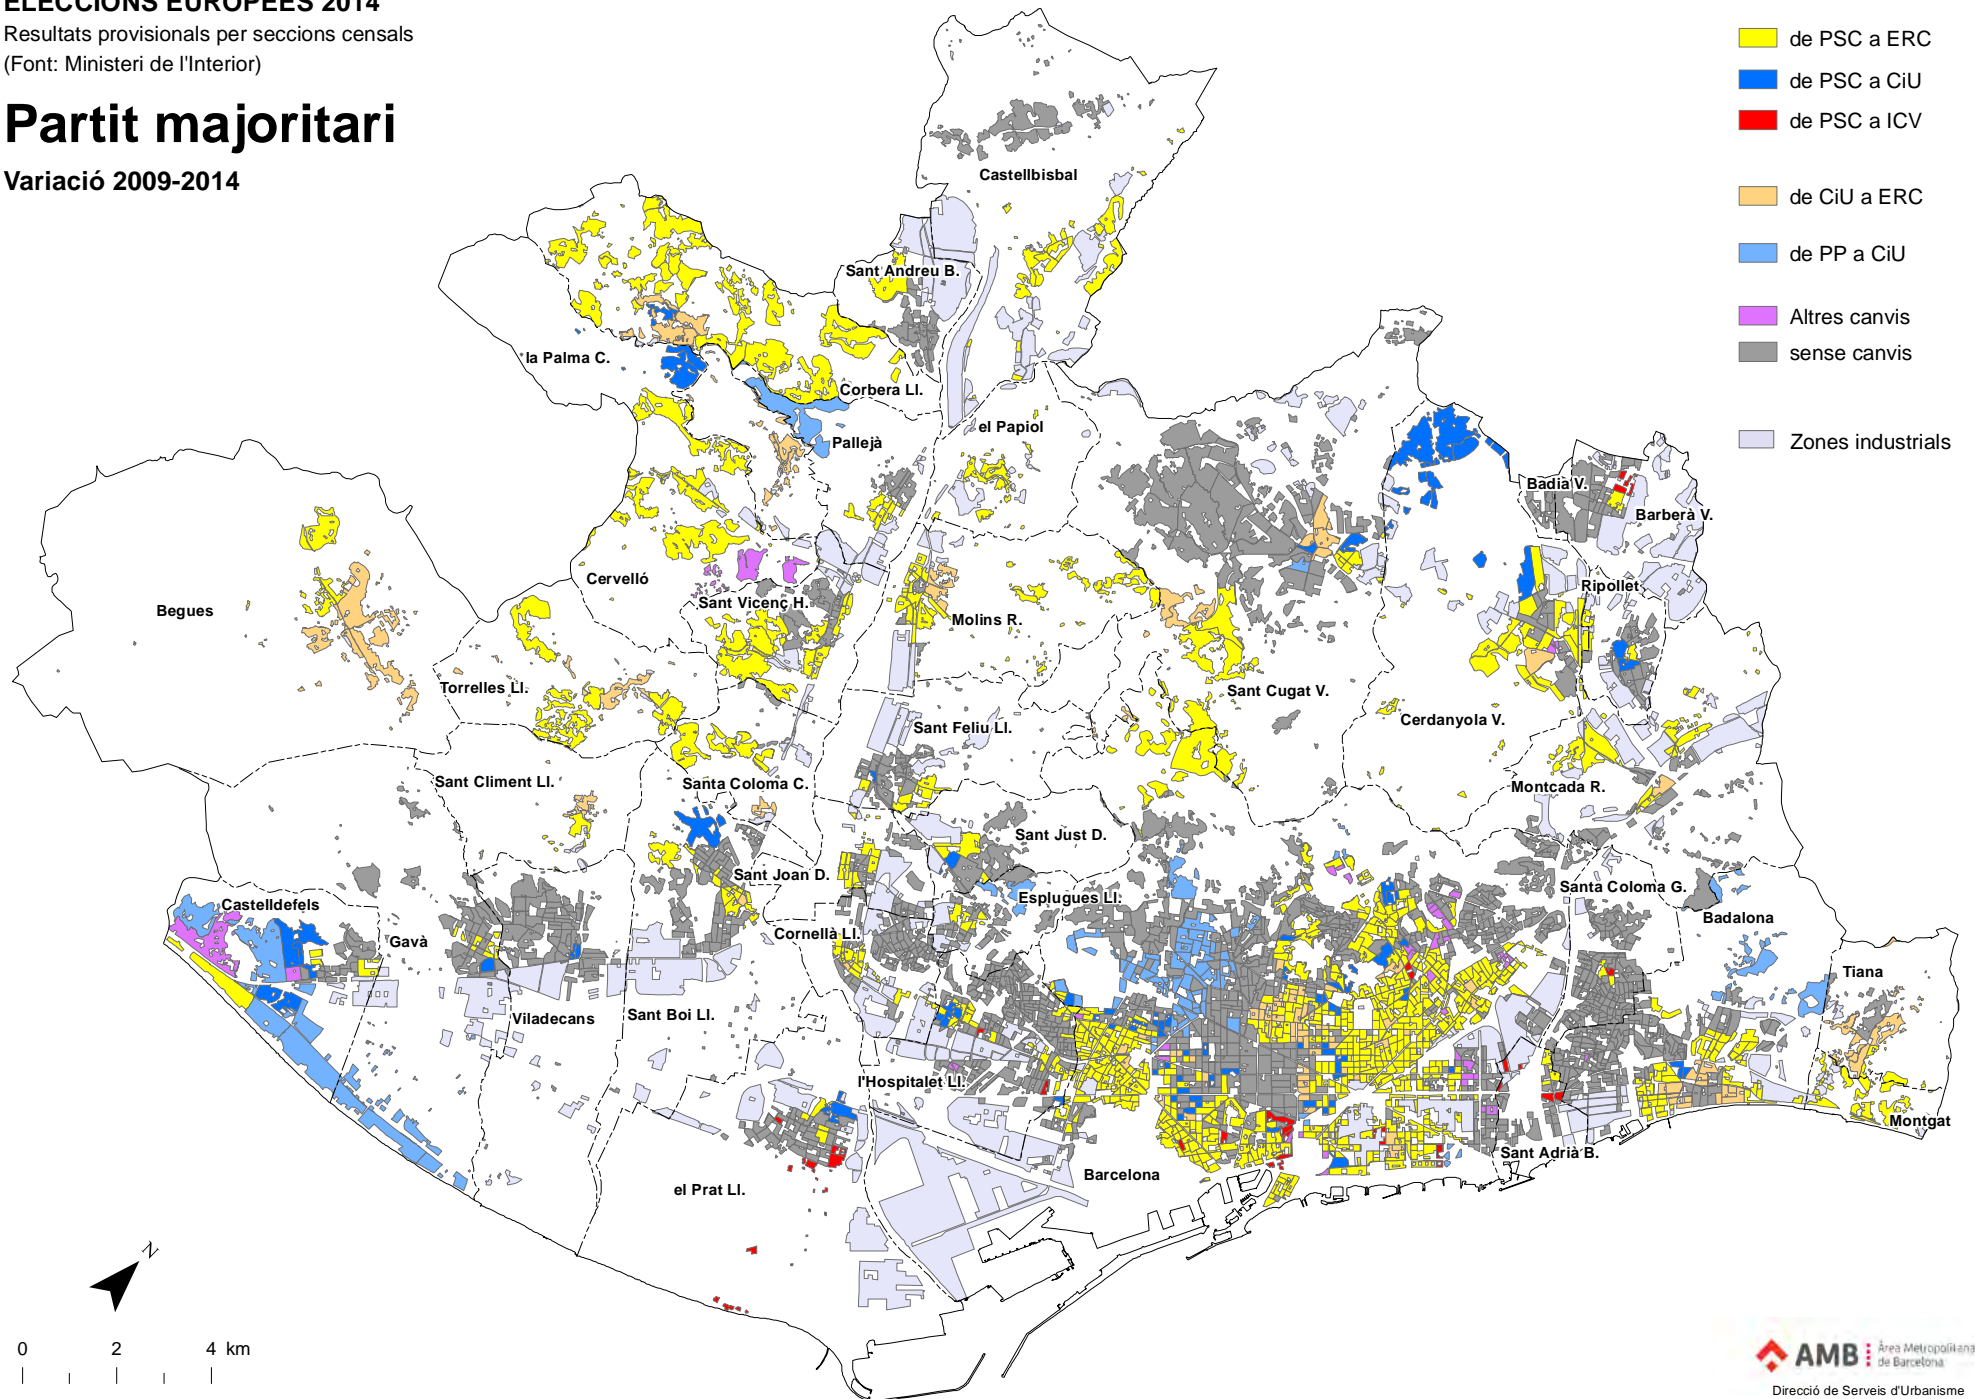 ELECCIONS EUROPEES 2014
Resultats provisionals per seccions censals
(Font: Ministeri de l'Interior)
Partit majoritari
Variació 2009-2014
de PSC a ERC
de PSC a CiU
de PSC a ICV
de CiU a ERC
de PP a CiU
Altres canvis
sense canvis
Zones industrials
Castellbisbal
Sant Andreu B.
la Palma C.
Corbera Ll.
el Papiol
Pallejà
Badia V.
Barberà V.
Cervelló
Ripollet
Sant Vicenç H.
Begues
Molins R.
Torrelles Ll.
Sant Cugat V.
Cerdanyola V.
Sant Feliu Ll.
Sant Climent Ll.
Santa Coloma C.
Montcada R.
Sant Just D.
Sant Joan D.
Santa Coloma G.
Esplugues Ll.
Castelldefels
Badalona
Cornellà Ll.
Gavà
Tiana
Viladecans
Sant Boi Ll.
l'Hospitalet Ll.
Montgat
Sant Adrià B.
Barcelona
el Prat Ll.
N
0 2 4 km
AMB Àrea Metropolitana
de Barcelona
Direcció de Serveis d'Urbanisme